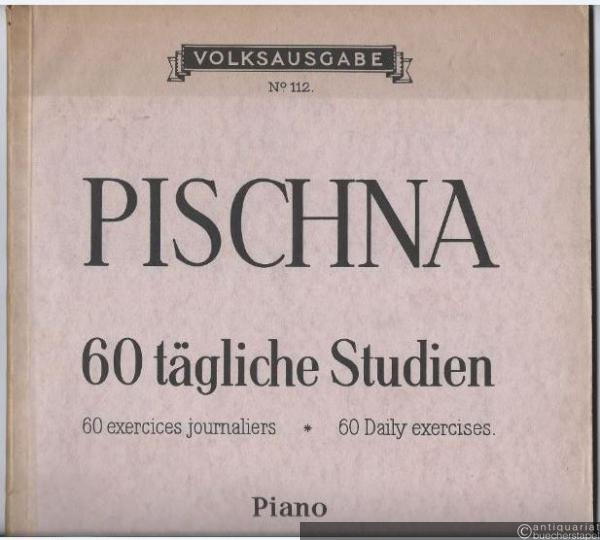 VOLKSAUSGABE
Nº 112.
PISCHNA
60 tägliche Studien
60 exercices journaliers * 60 Daily exercises.
Piano
©antiquariat
buecherstapel